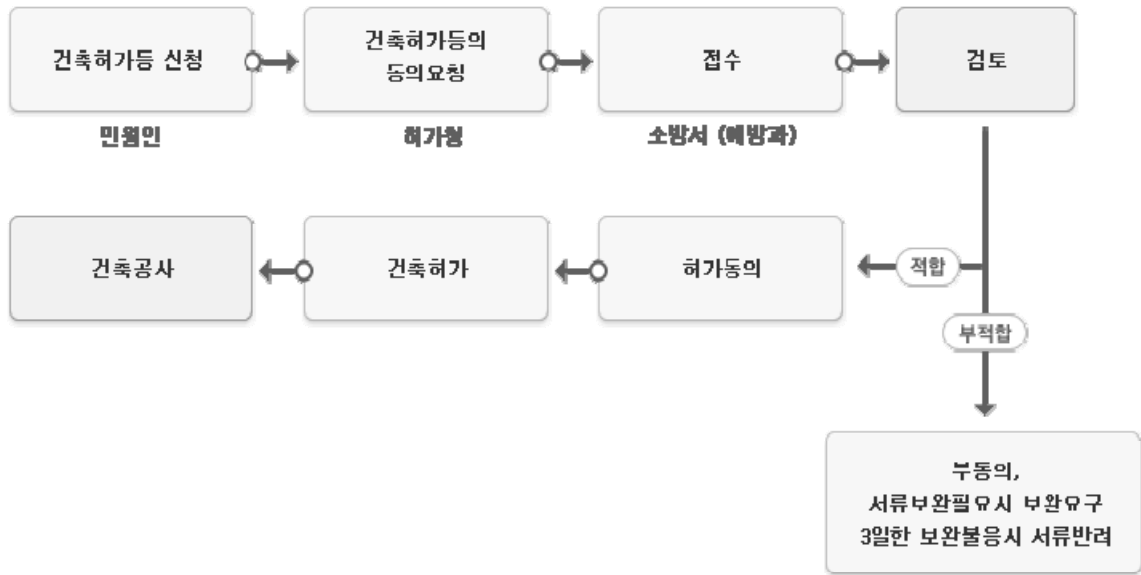 건축허가등 신청
건축허가등의
동의요청
접수
검토
민원인
허가청
소방서 (예방과)
건축공사
건축허가
허가동의
적합
부적합
부동의,
서류보완필요시 보완요구
3일한 보완불응시 서류반려